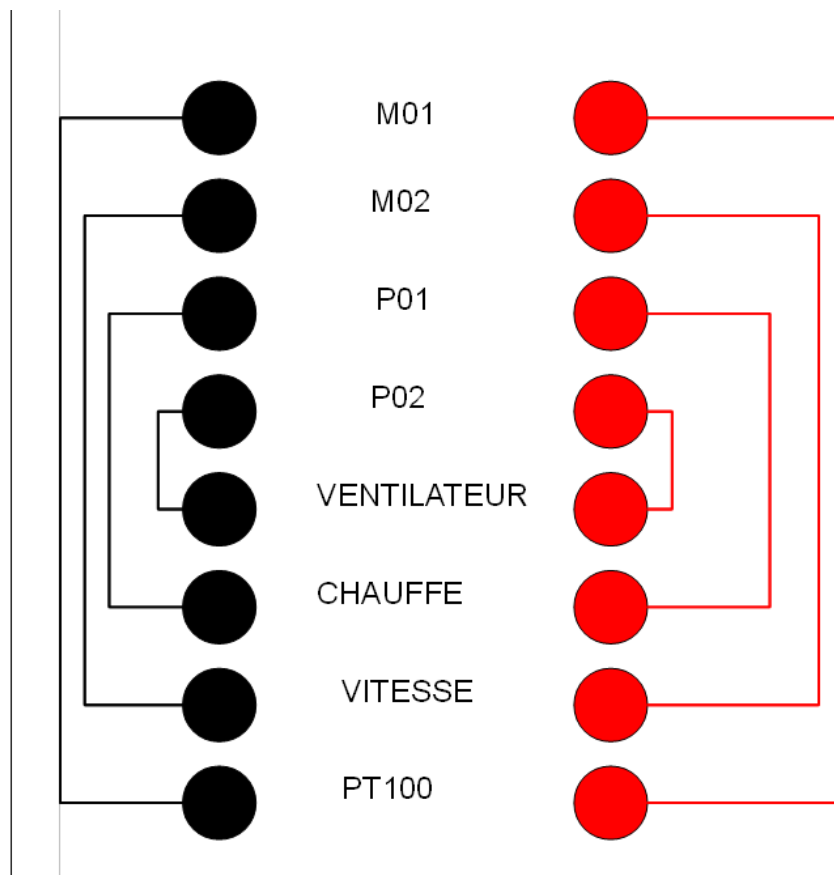 M01
M02
P01
P02
VENTILATEUR
CHAUFFE
VITESSE
PT100